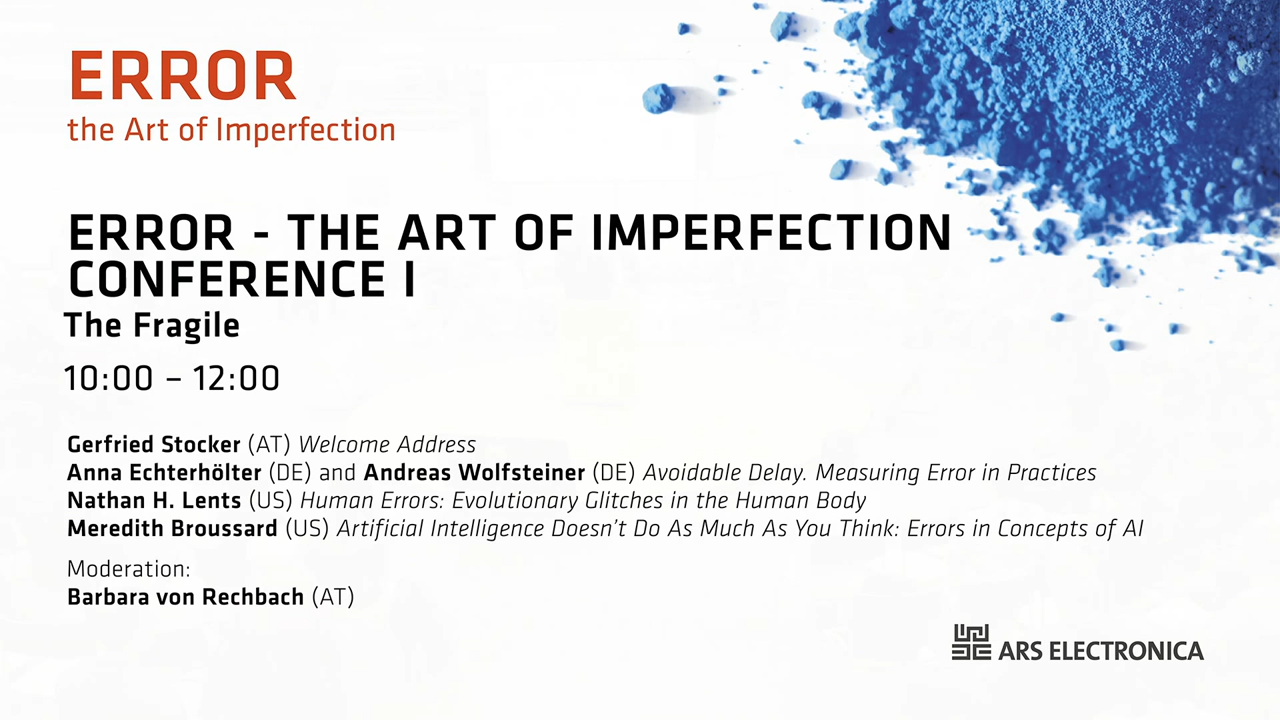 ERROR
the Art of Imperfection
ERROR - THE ART OF IMPERFECTION
CONFERENCE I
The Fragile
10:00 – 12:00
Gerfried Stocker (AT) Welcome Address
Anna Echterhölter (DE) and Andreas Wolfsteiner (DE) Avoidable Delay. Measuring Error in Practices
Nathan H. Lents (US) Human Errors: Evolutionary Glitches in the Human Body
Meredith Broussard (US) Artificial Intelligence Doesn't Do As Much As You Think: Errors in Concepts of AI
Moderation:
Barbara von Rechbach (AT)
ARS ELECTRONICA